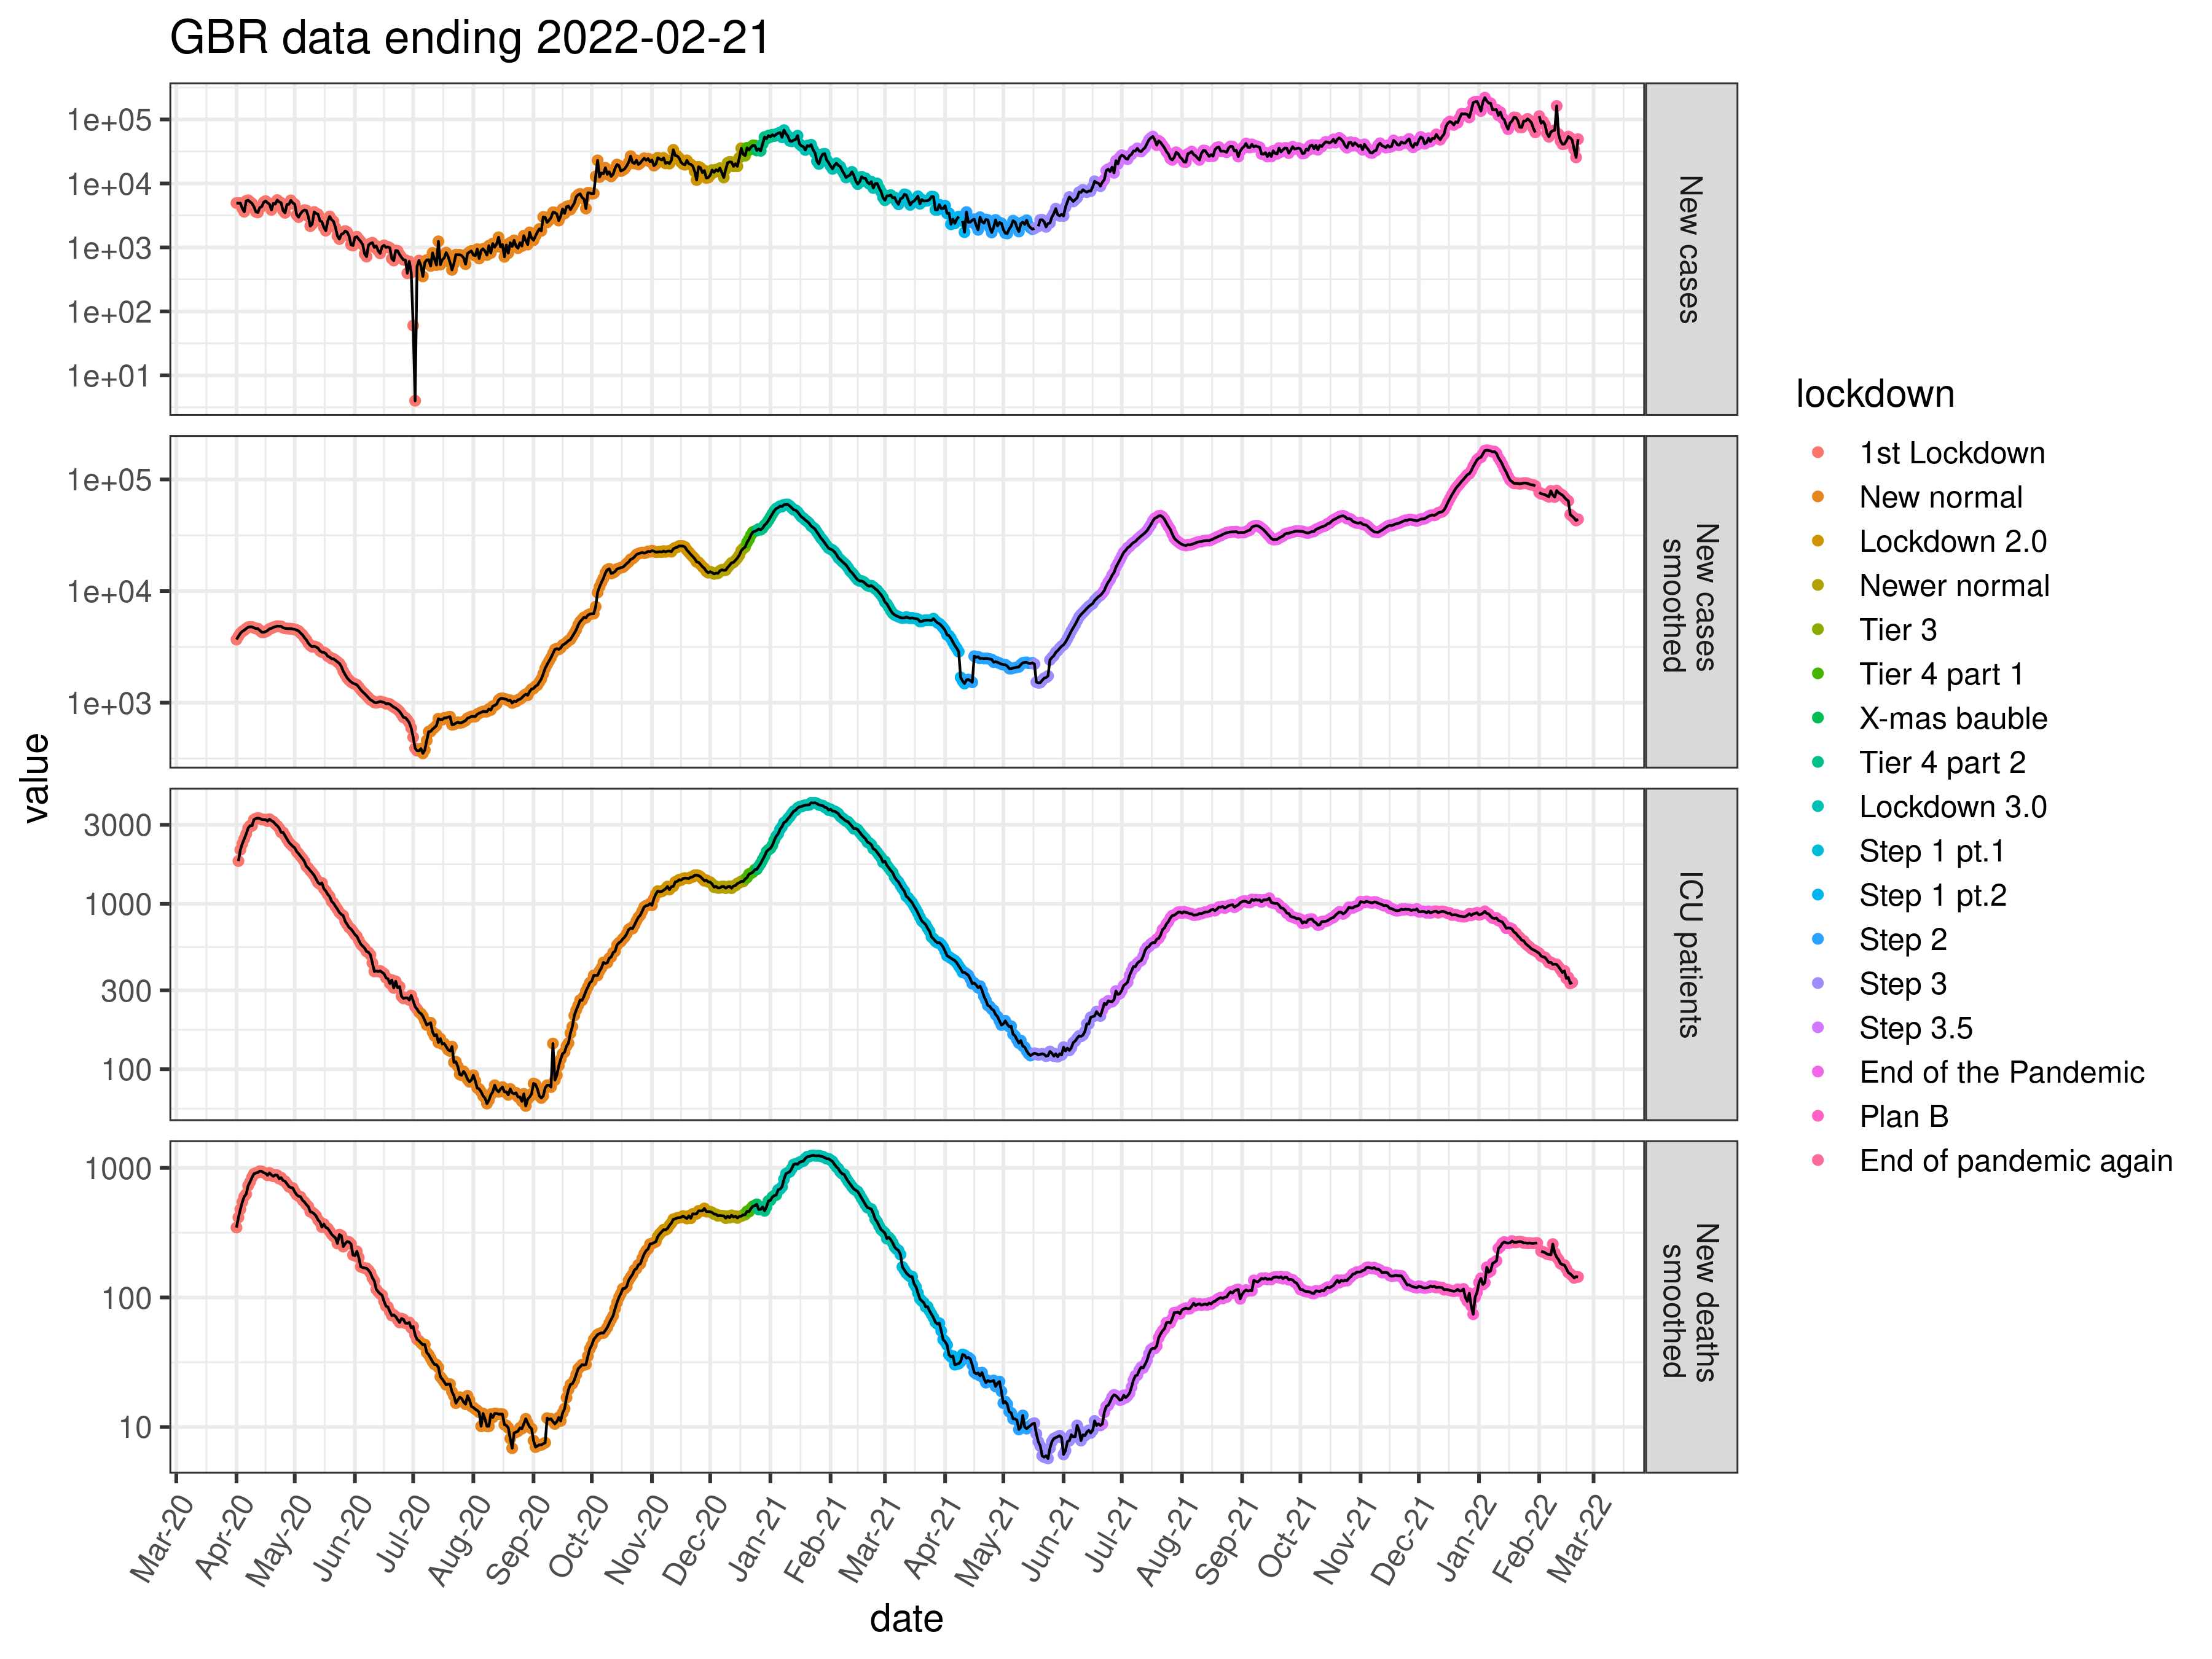 GBR data ending 2022-02-21
value
1e+05
1e+04
1e+03
1e+02
1e+01
New cases
1e+05
1e+04
1e+03
New cases
smoothed
3000
1000
300
100
ICU patients
1000
100
10
New deaths
smoothed
Mar-20
Apr-20
May-20
Jun-20
Jul-20
Aug-20
Sep-20
Oct-20
Nov-20
Dec-20
Jan-21
Feb-21
Mar-21
Apr-21
May-21
Jun-21
Jul-21
Aug-21
Sep-21
Oct-21
Nov-21
Dec-21
Jan-22
Feb-22
Mar-22
date
lockdown
1st Lockdown
New normal
Lockdown 2.0
Newer normal
Tier 3
Tier 4 part 1
X-mas bauble
Tier 4 part 2
Lockdown 3.0
Step 1 pt.1
Step 1 pt.2
Step 2
Step 3
Step 3.5
End of the Pandemic
Plan B
End of pandemic again